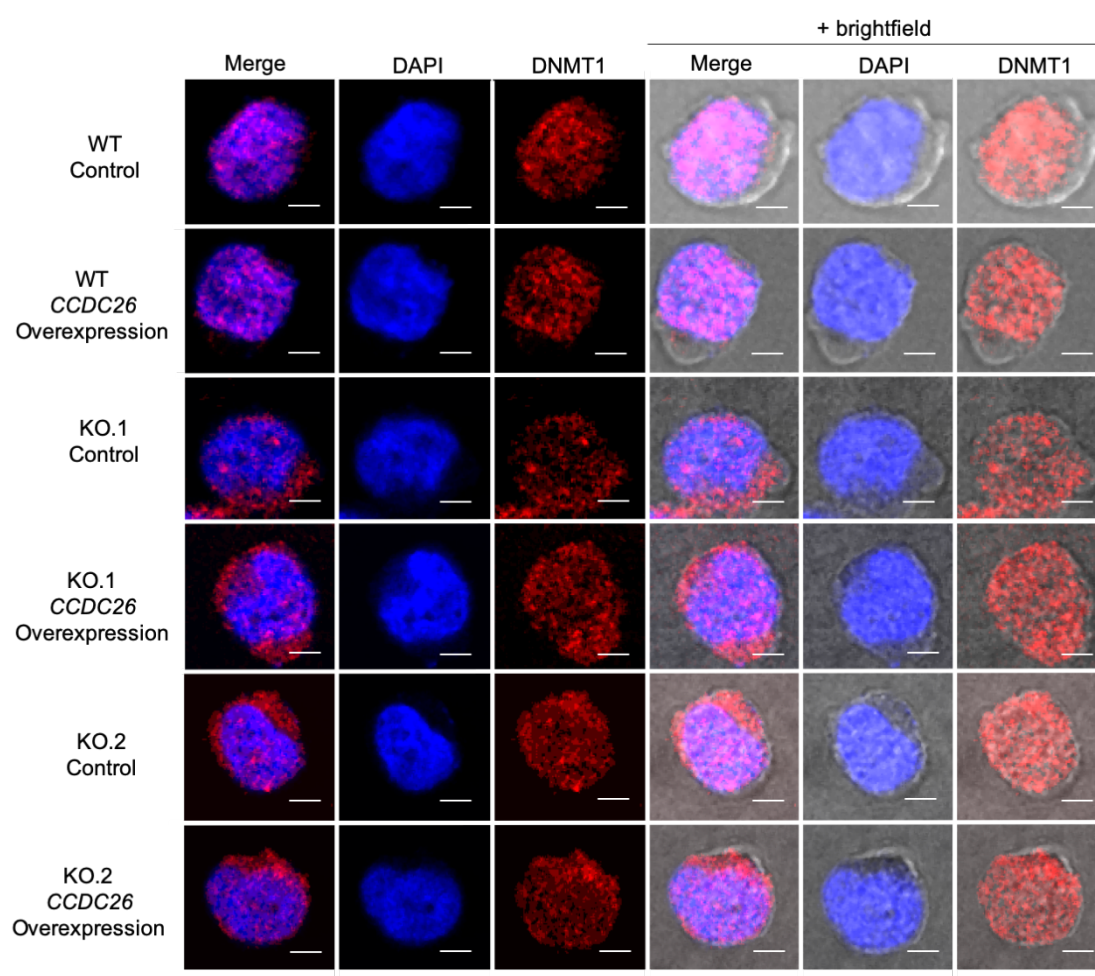 + brightfield
Merge DAPI DNMT1 Merge DAPI DNMT1
WT
Control
WT
CCDC26
Overexpression
KO.1
Control
KO.1
CCDC26
Overexpression
KO.2
Control
KO.2
CCDC26
Overexpression